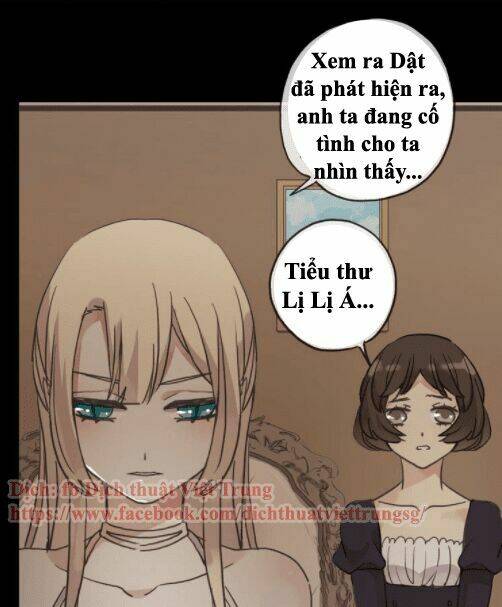 Xem ra Dật
đã phát hiện ra,
anh ta đang cố
tình cho ta
nhìn thấy...
Tiểu thư
Lị Lị Á...
Dịch: fb Dịch thuật Việt Trung
https://www.facebook.com/dichthuatviettrungsg/